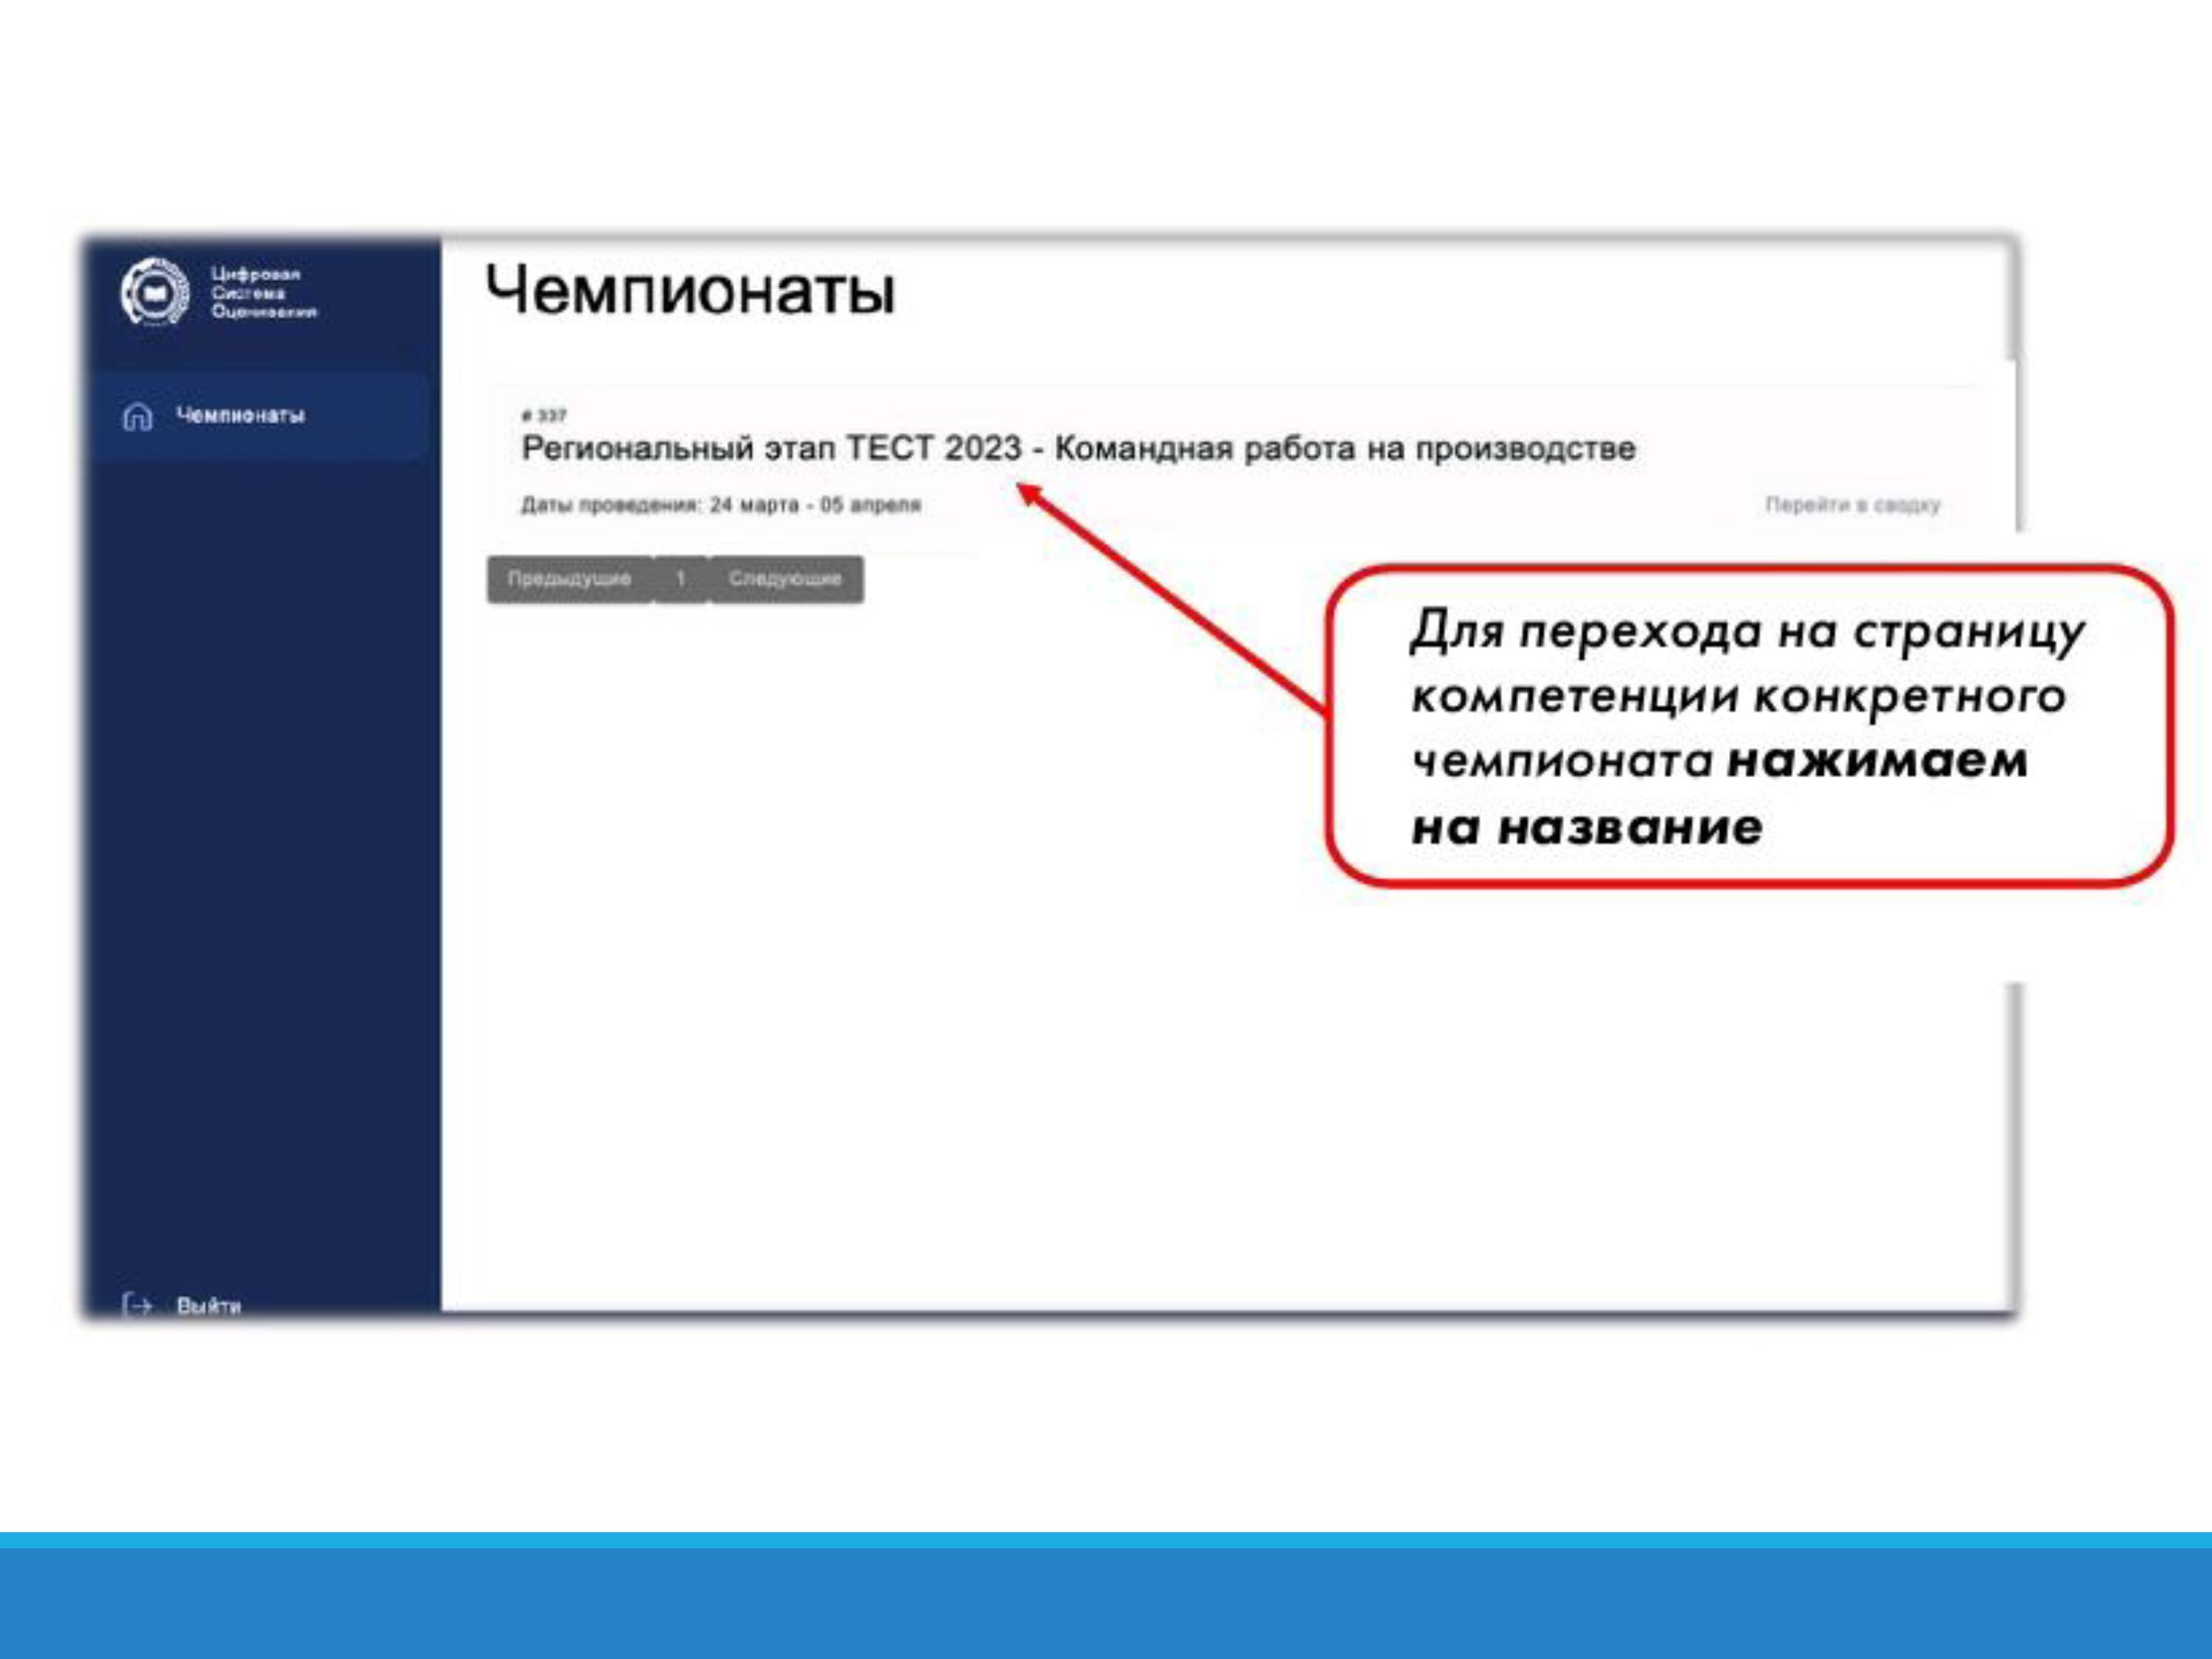 Цифровая
Система
Оценивания
Чемпионаты
Чемпионаты
# 337
Региональный этап ТЕСТ 2023 - Командная работа на производстве
Даты проведения: 24 марта - 05 апреля
Перейти в сводку
Предыдущие 1 Следующие
Для перехода на страницу
компетенции конкретного
чемпионата нажимаем
на название
Выйти